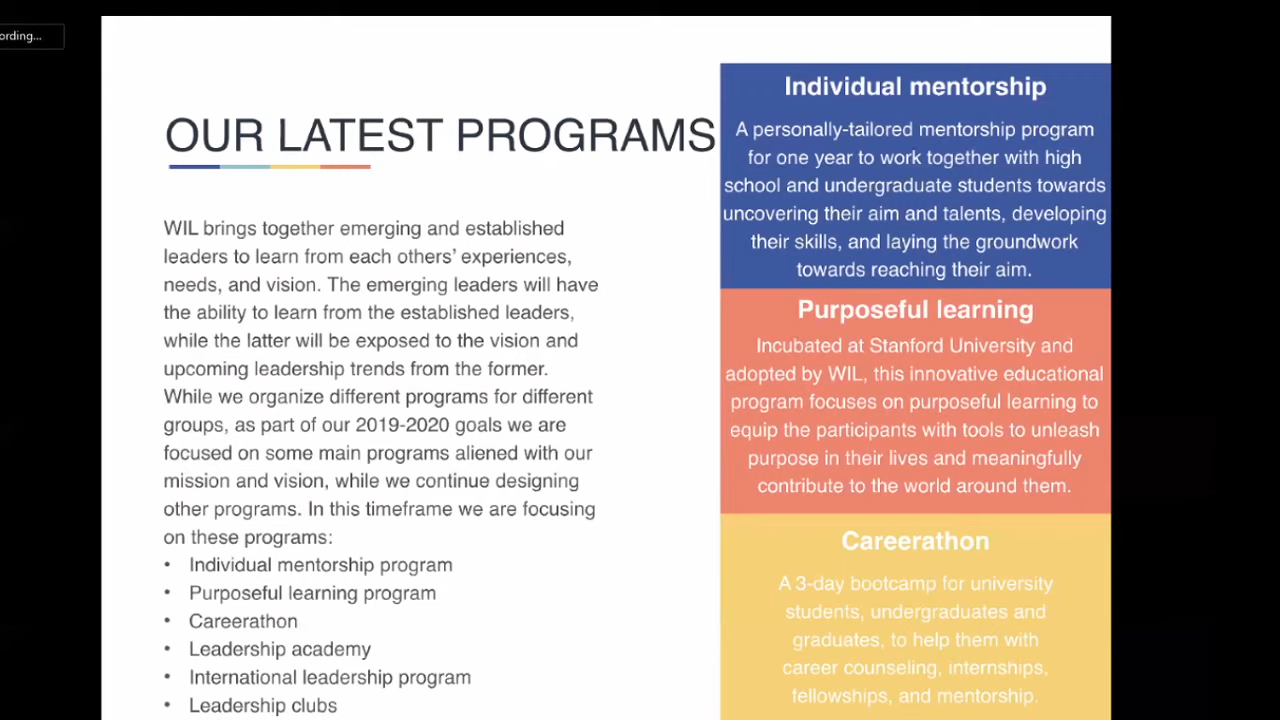 ording...
OUR LATEST PROGRAMS
WIL brings together emerging and established
leaders to learn from each others’ experiences,
needs, and vision. The emerging leaders will have
the ability to learn from the established leaders,
while the latter will be exposed to the vision and
upcoming leadership trends from the former.
While we organize different programs for different
groups, as part of our 2019-2020 goals we are
focused on some main programs aliened with our
mission and vision, while we continue designing
other programs. In this timeframe we are focusing
on these programs:
• Individual mentorship program
• Purposeful learning program
• Careerathon
• Leadership academy
• International leadership program
• Leadership clubs
Individual mentorship
A personally-tailored mentorship program
for one year to work together with high
school and undergraduate students towards
uncovering their aim and talents, developing
their skills, and laying the groundwork
towards reaching their aim.
Purposeful learning
Incubated at Stanford University and
adopted by WIL, this innovative educational
program focuses on purposeful learning to
equip the participants with tools to unleash
purpose in their lives and meaningfully
contribute to the world around them.
Careerathon
A 3-day bootcamp for university
students, undergraduates and
graduates, to help them with
career counseling, internships,
fellowships, and mentorship.